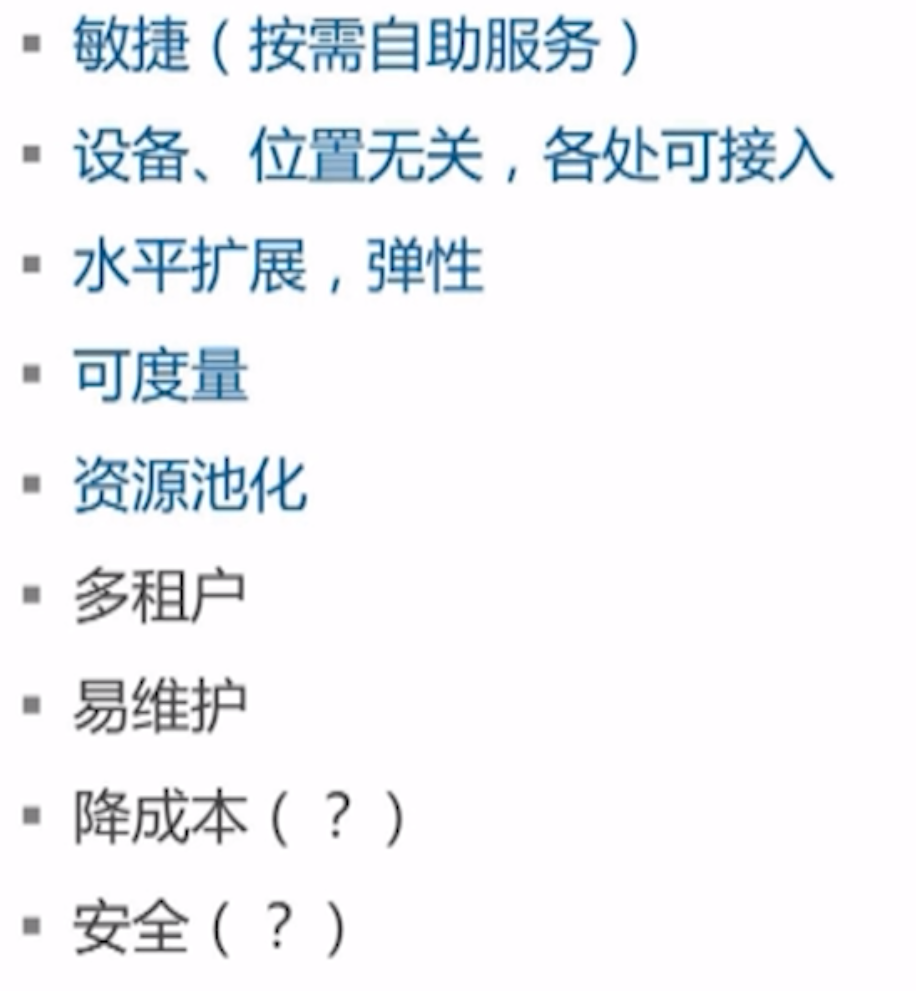 ▪ 敏捷（按需自助服务）
▪ 设备、位置无关，各处可接入
▪ 水平扩展，弹性
▪ 可度量
▪ 资源池化
▪ 多租户
▪ 易维护
▪ 降成本（？）
▪ 安全（？）